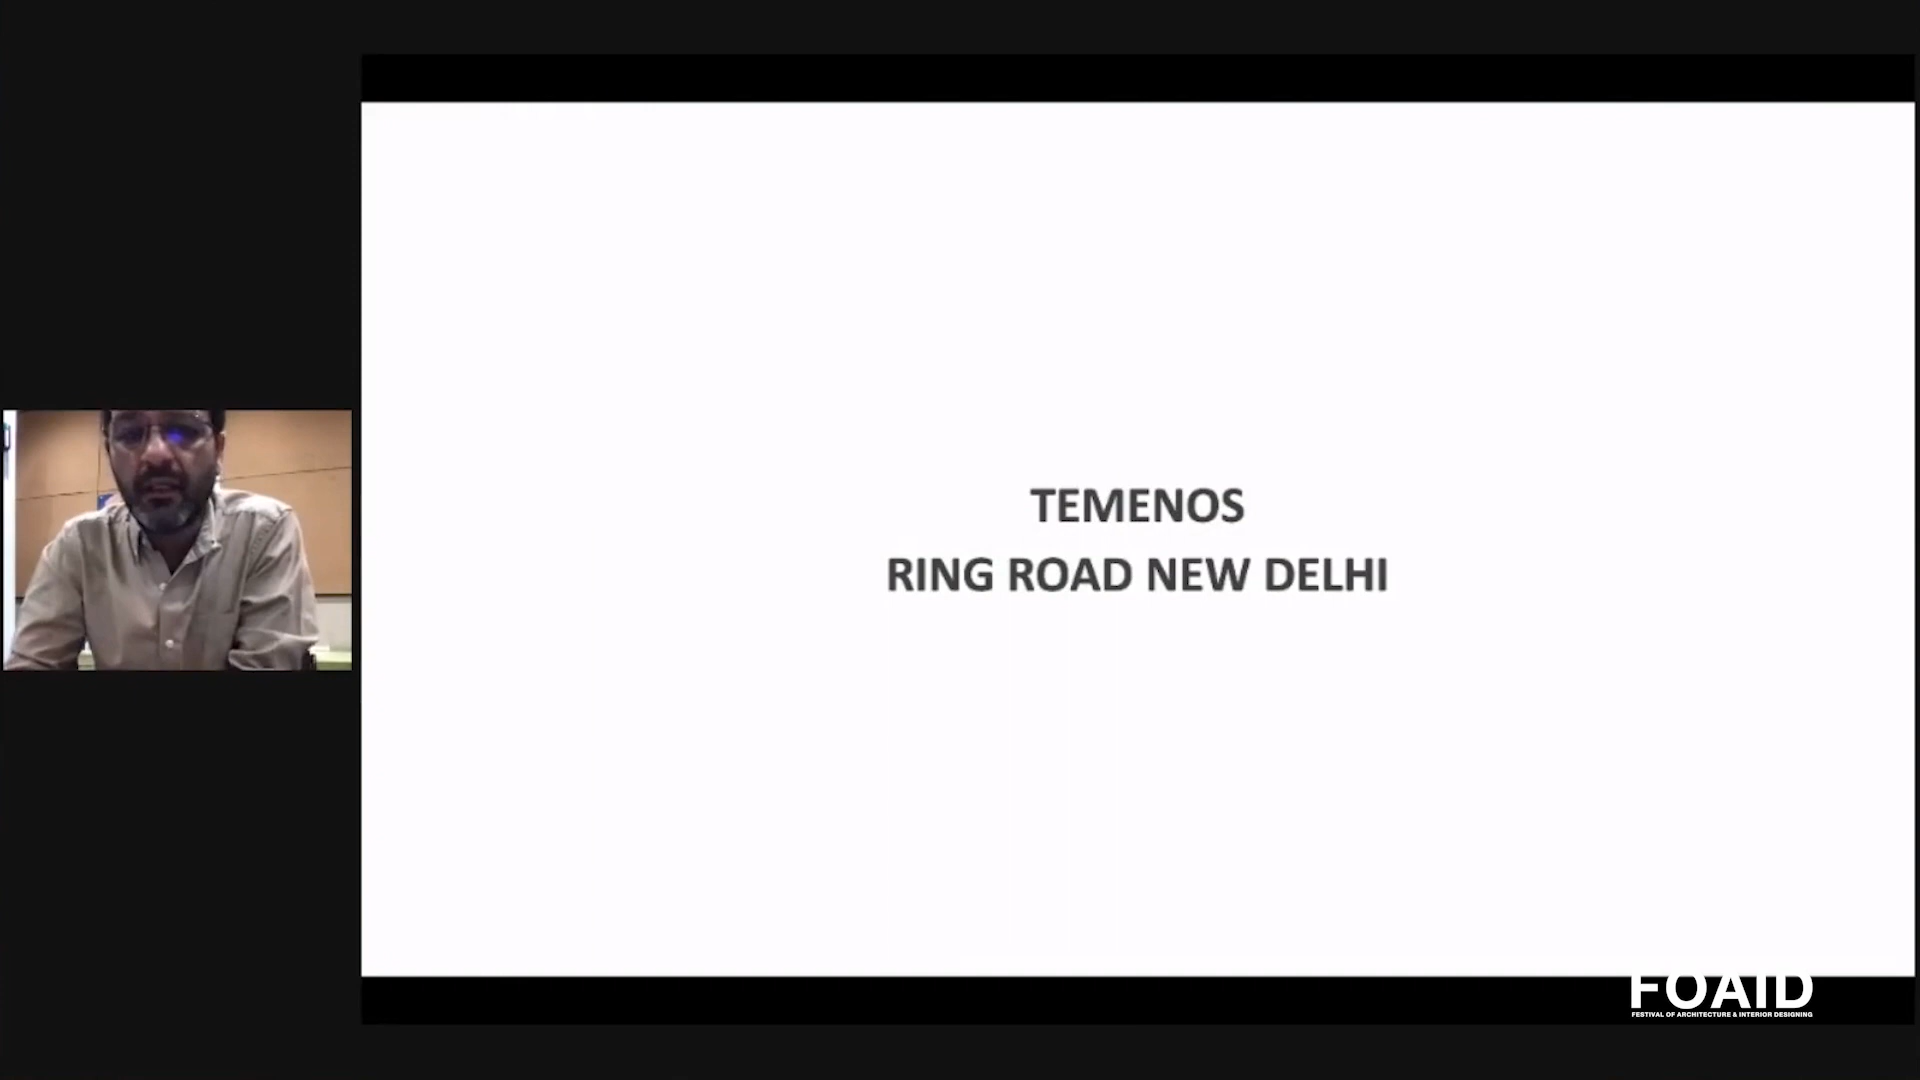 TEMENOS
RING ROAD NEW DELHI
FOAID
FESTIVAL OF ARCHITECTURE & INTERIOR DESIGNING